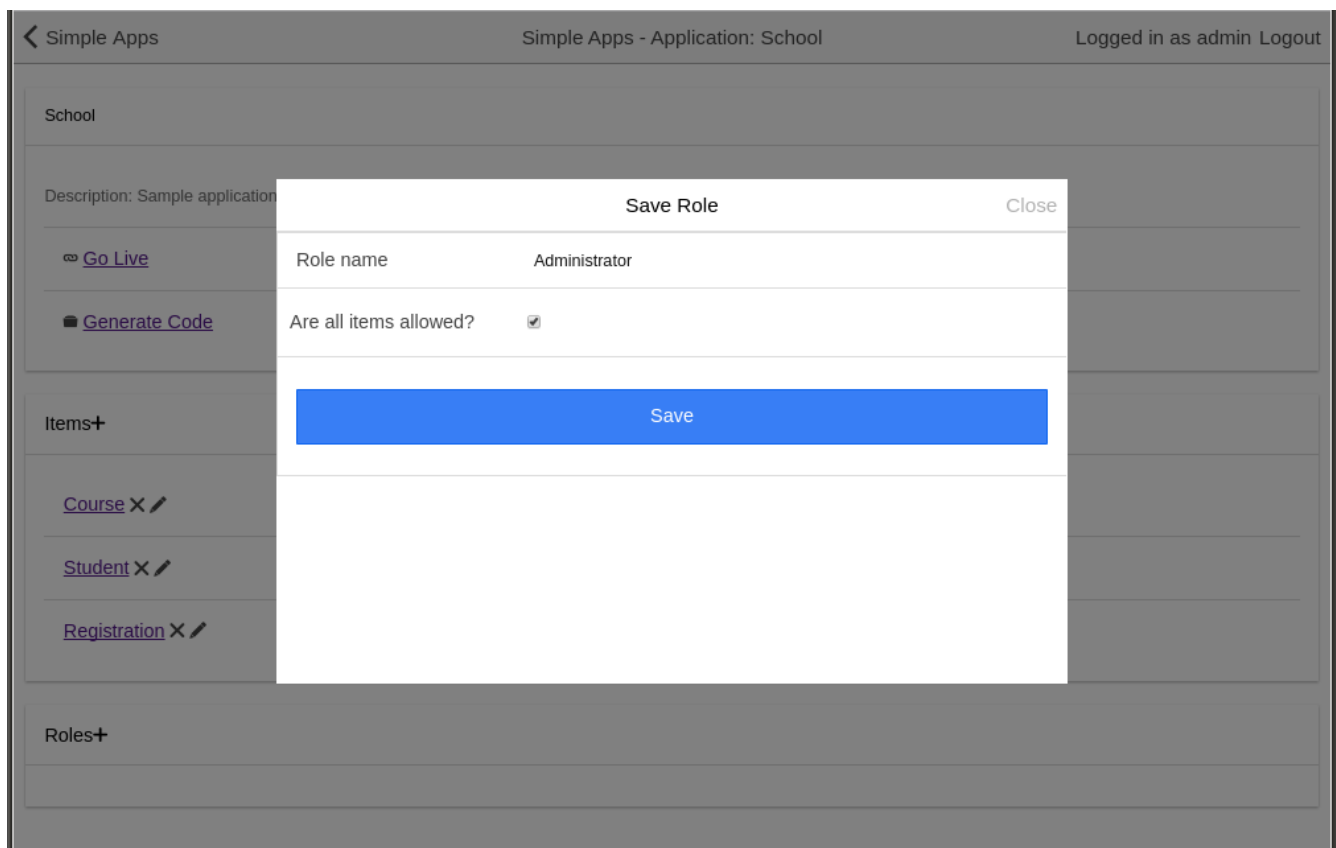 Simple Apps
Simple Apps - Application: School
Logged in as admin Logout
School
Description: Sample application
Go Live
Generate Code
Items+
Course
Student
Registration
Roles+
Save Role
Close
Role name
Administrator
Are all items allowed?
Save